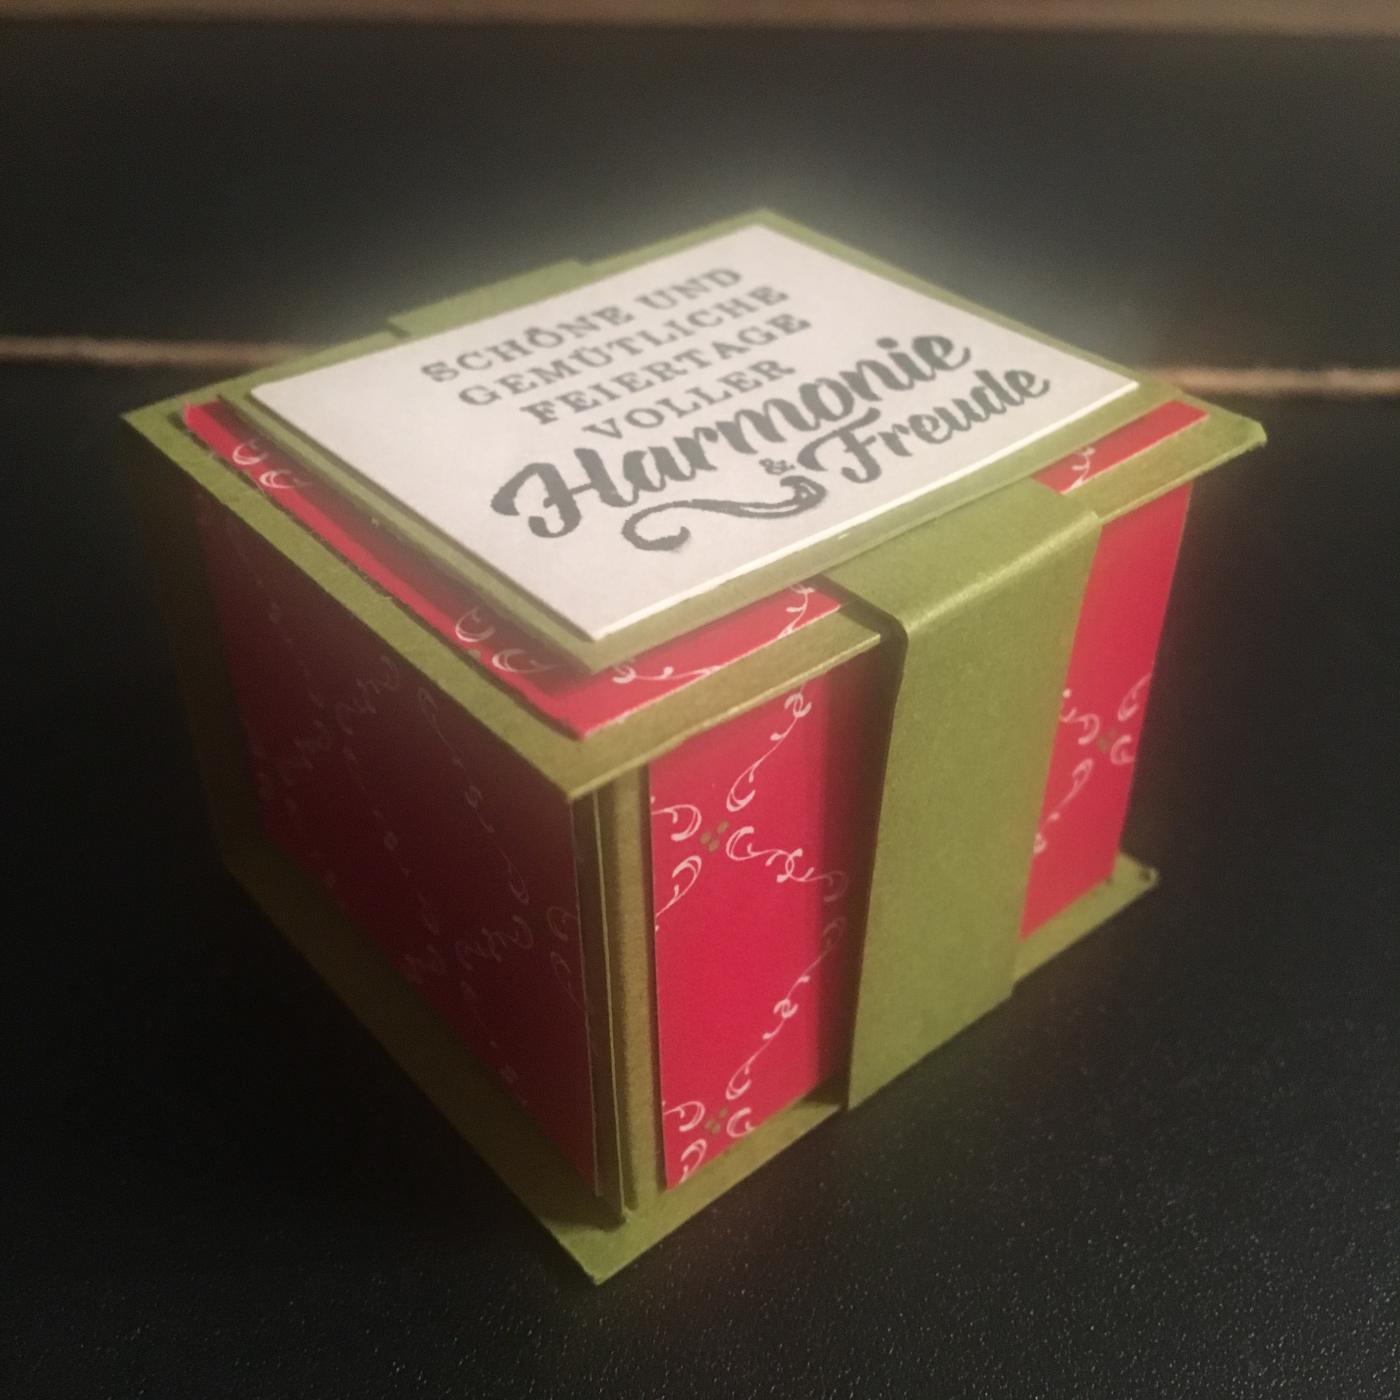 SCHÖNE UND
GEMÜTLICHE
FEIERTAGE
VOLLER
Harmonie
& Freude